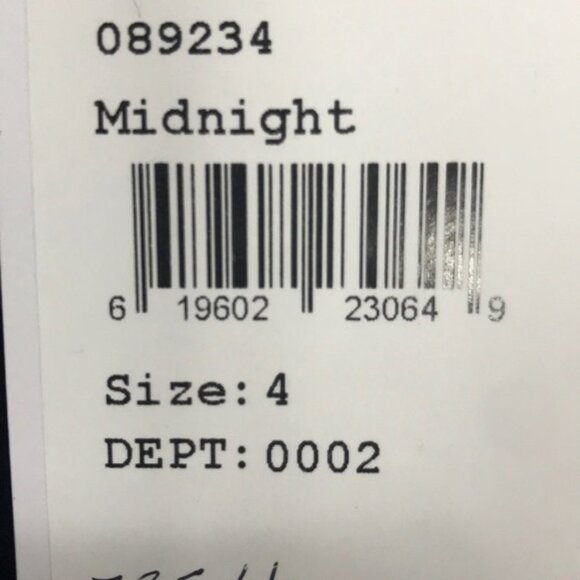 089234
Midnight
6 19602 23064 9
Size: 4
DEPT: 0002